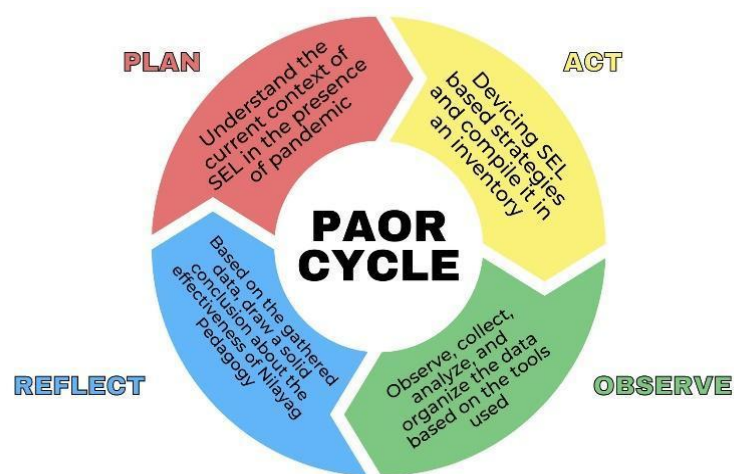 PLAN
Understand the
current context of
SEL in the presence
of pandemic
ACT
Devicing SEL
based strategies
and compile it in
an inventory
PAOR
CYCLE
REFLECT
Based on the gathered
data, draw a solid
conclusion about the
effectiveness of Nilayag
Pedagogy
OBSERVE
Observe, collect,
analyze, and
organize the data
based on the tools
used